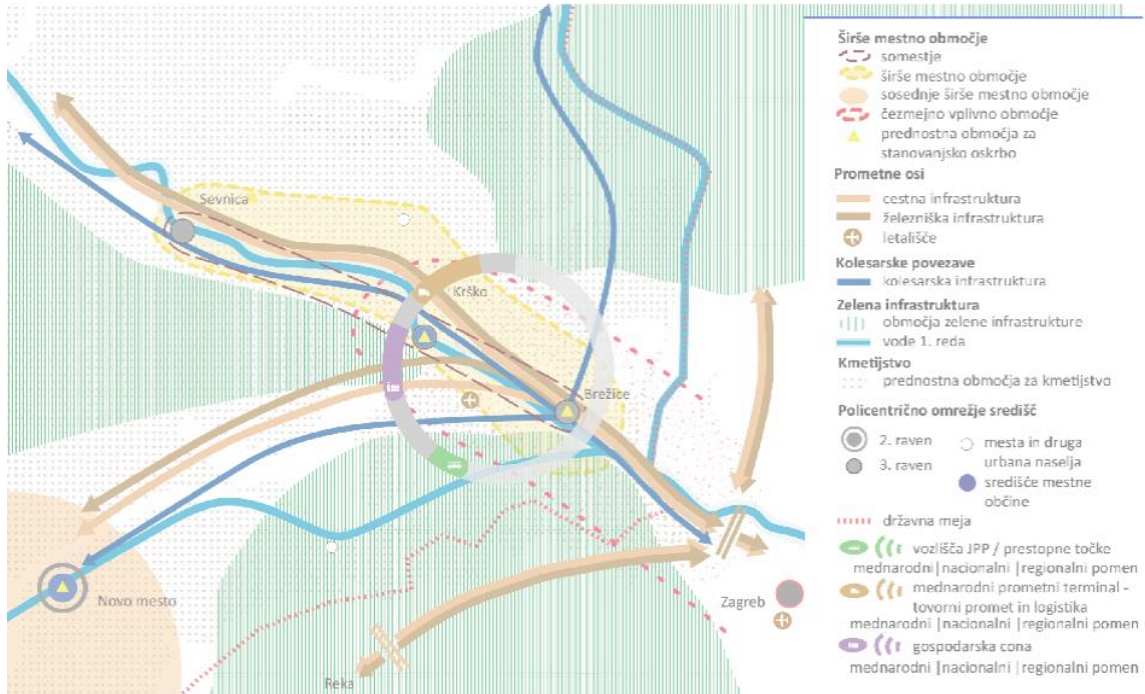 Sevnica
Krško
Brežice
Novo mesto
Zagreb
Reka
Širše mestno območje
somestje
širše mestno območje
sosednje širše mestno območje
čezmejno vplivno območje
prednostna območja za
stanovanjsko oskrbo
Prometne osi
cestna infrastruktura
železniška infrastruktura
letališče
Kolesarske povezave
kolesarska infrastruktura
Zelena infrastruktura
območja zelene infrastrukture
vode 1. reda
Kmetijstvo
prednostna območja za kmetijstvo
Policentrično omrežje središč
2. raven
3. raven
mesta in druga
urbana naselja
središče mestne
občine
državna meja
vozlišča JPP / prestopne točke
mednarodni|nacionalni |regionalni pomen
mednarodni prometni terminal -
tovorni promet in logistika
mednarodni |nacionalni |regionalni pomen
gospodarska cona
mednarodni |nacionalni |regionalni pomen